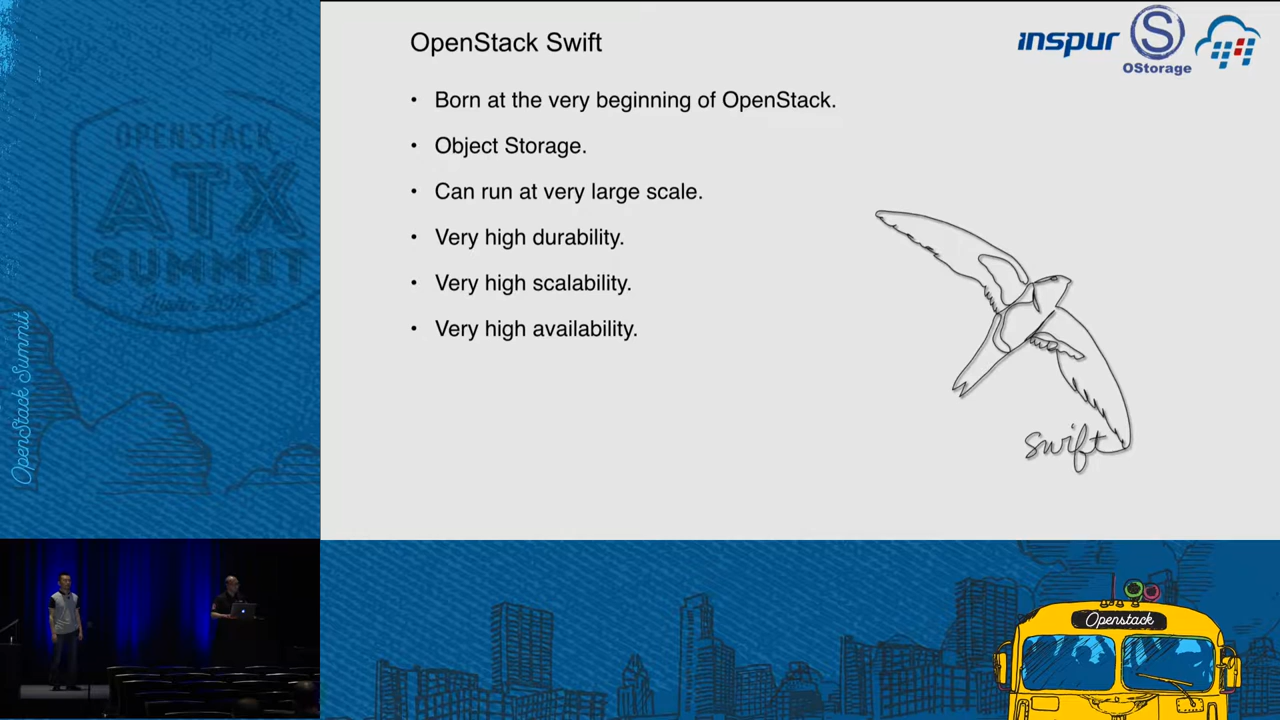 OpenStack Swift
inspur
S
OStorage
• Born at the very beginning of OpenStack.
• Object Storage.
• Can run at very large scale.
• Very high durability.
• Very high scalability.
• Very high availability.
swift
OPENSTACK
ATX
SUMMIT
OpenStack Summit
Openstack